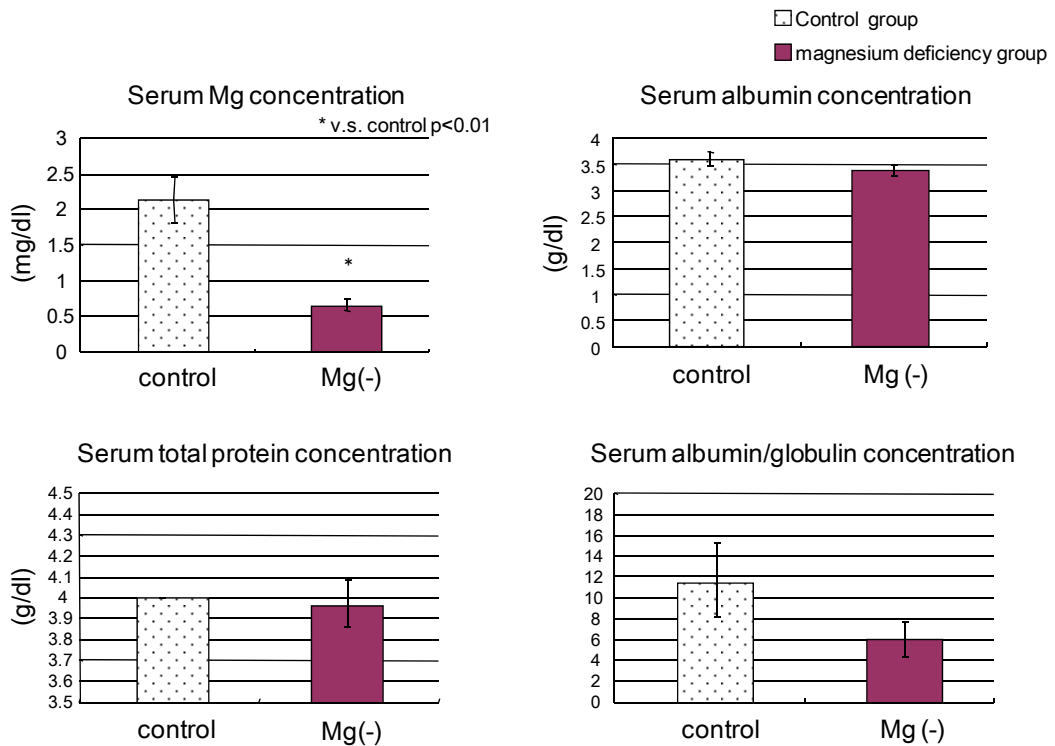 Control group
magnesium deficiency group
Serum Mg concentration
* v.s. control p<0.01
(mg/dl)
3
2.5
2
1.5
1
0.5
0
*
control
Mg(-)
Serum albumin concentration
(g/dl)
4
3.5
3
2.5
2
1.5
1
0.5
0
control
Mg (-)
Serum total protein concentration
(g/dl)
4.5
4.4
4.3
4.2
4.1
4
3.9
3.8
3.7
3.6
3.5
control
Mg(-)
Serum albumin/globulin concentration
20
18
16
14
12
10
8
6
4
2
0
control
Mg (-)